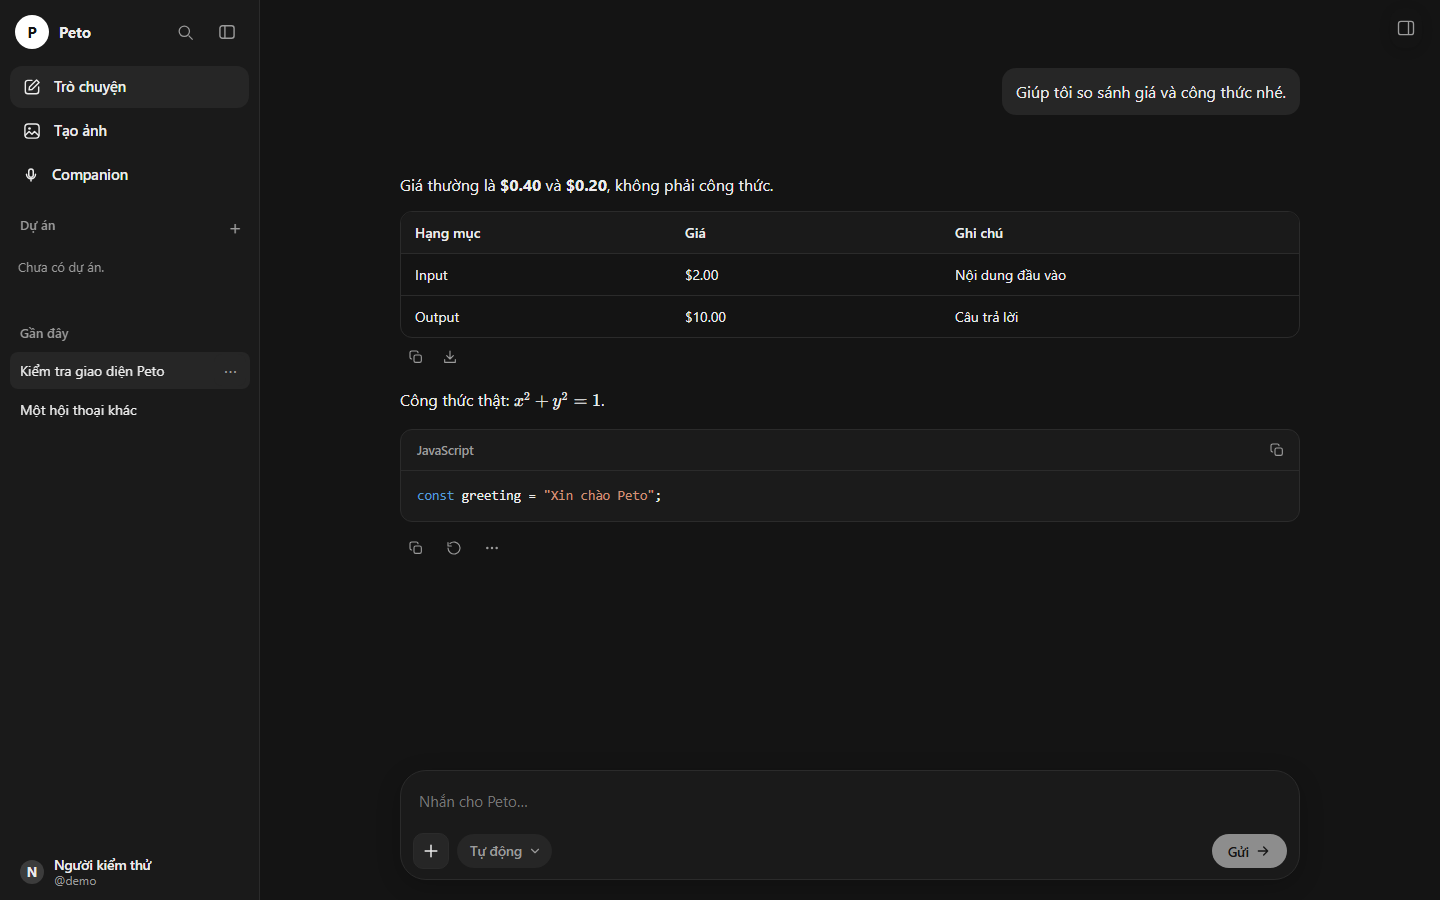 P Peto
Trò chuyện
Tạo ảnh
Companion
Dự án
Chưa có dự án.
Gần đây
Kiểm tra giao diện Peto
Một hội thoại khác
N Người kiểm thử
@demo
Giúp tôi so sánh giá và công thức nhé.
Giá thường là $0.40 và $0.20, không phải công thức.
Hạng mục Giá Ghi chú
Input $2.00 Nội dung đầu vào
Output $10.00 Câu trả lời
Công thức thật: x² + y² = 1.
JavaScript
const greeting = "Xin chào Peto";
Nhắn cho Peto...
Tự động
Gửi